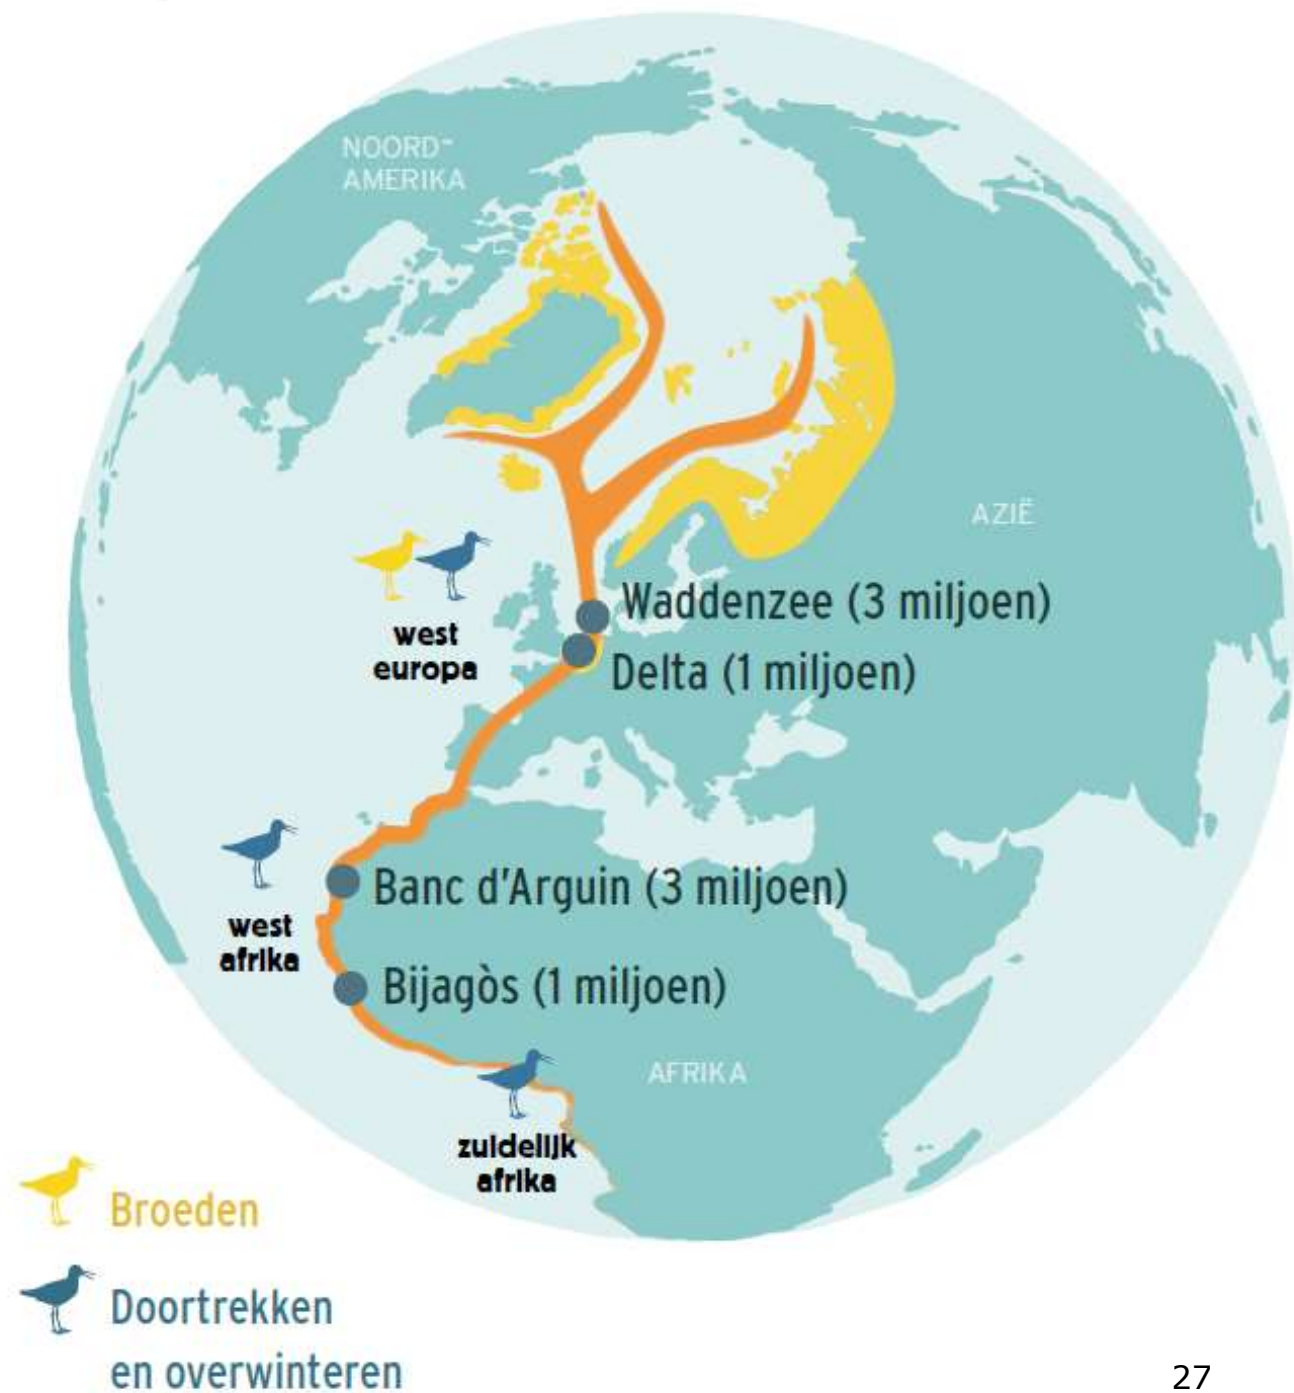 NOORD-
AMERIKA
AZIË
Waddenzee (3 miljoen)
west
europa
Delta (1 miljoen)
Banc d'Arguin (3 miljoen)
west
afrika
Bijagòs (1 miljoen)
AFRIKA
zuidelijk
afrika
Broeden
Doortrekken
en overwinteren
27